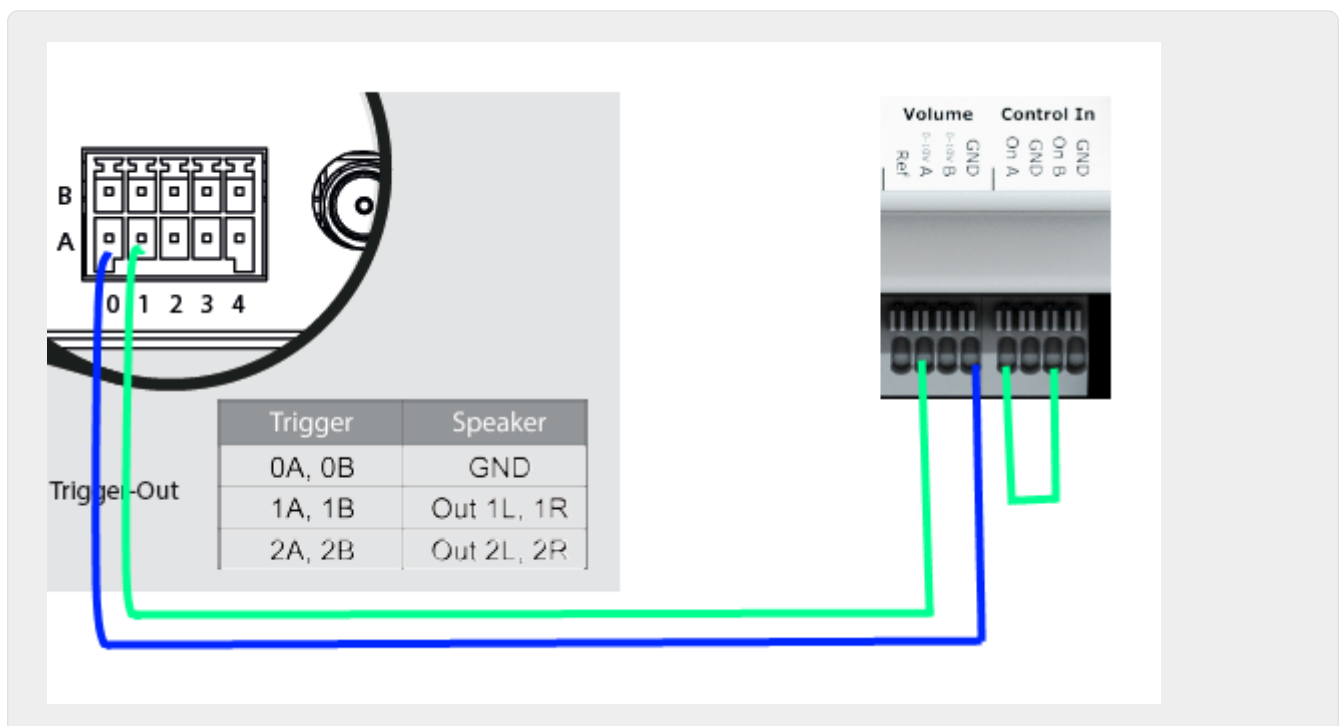 Volume Control In
Ref 0-10V A 0-10V B GND On A GND On B GND
B
A
0 1 2 3 4
Trigger Speaker
0A, 0B GND
Trigger-Out
1A, 1B Out 1L, 1R
2A, 2B Out 2L, 2R